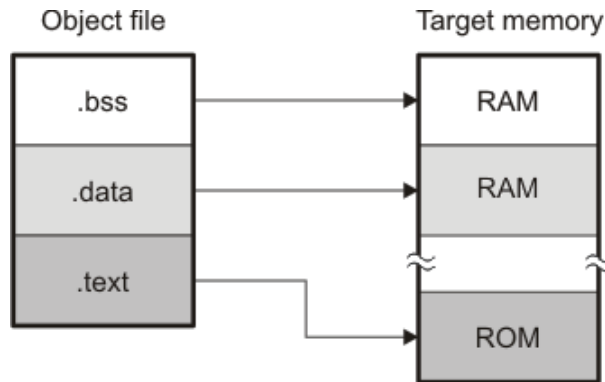 Object file
Target memory
.bss
RAM
.data
RAM
.text
ROM